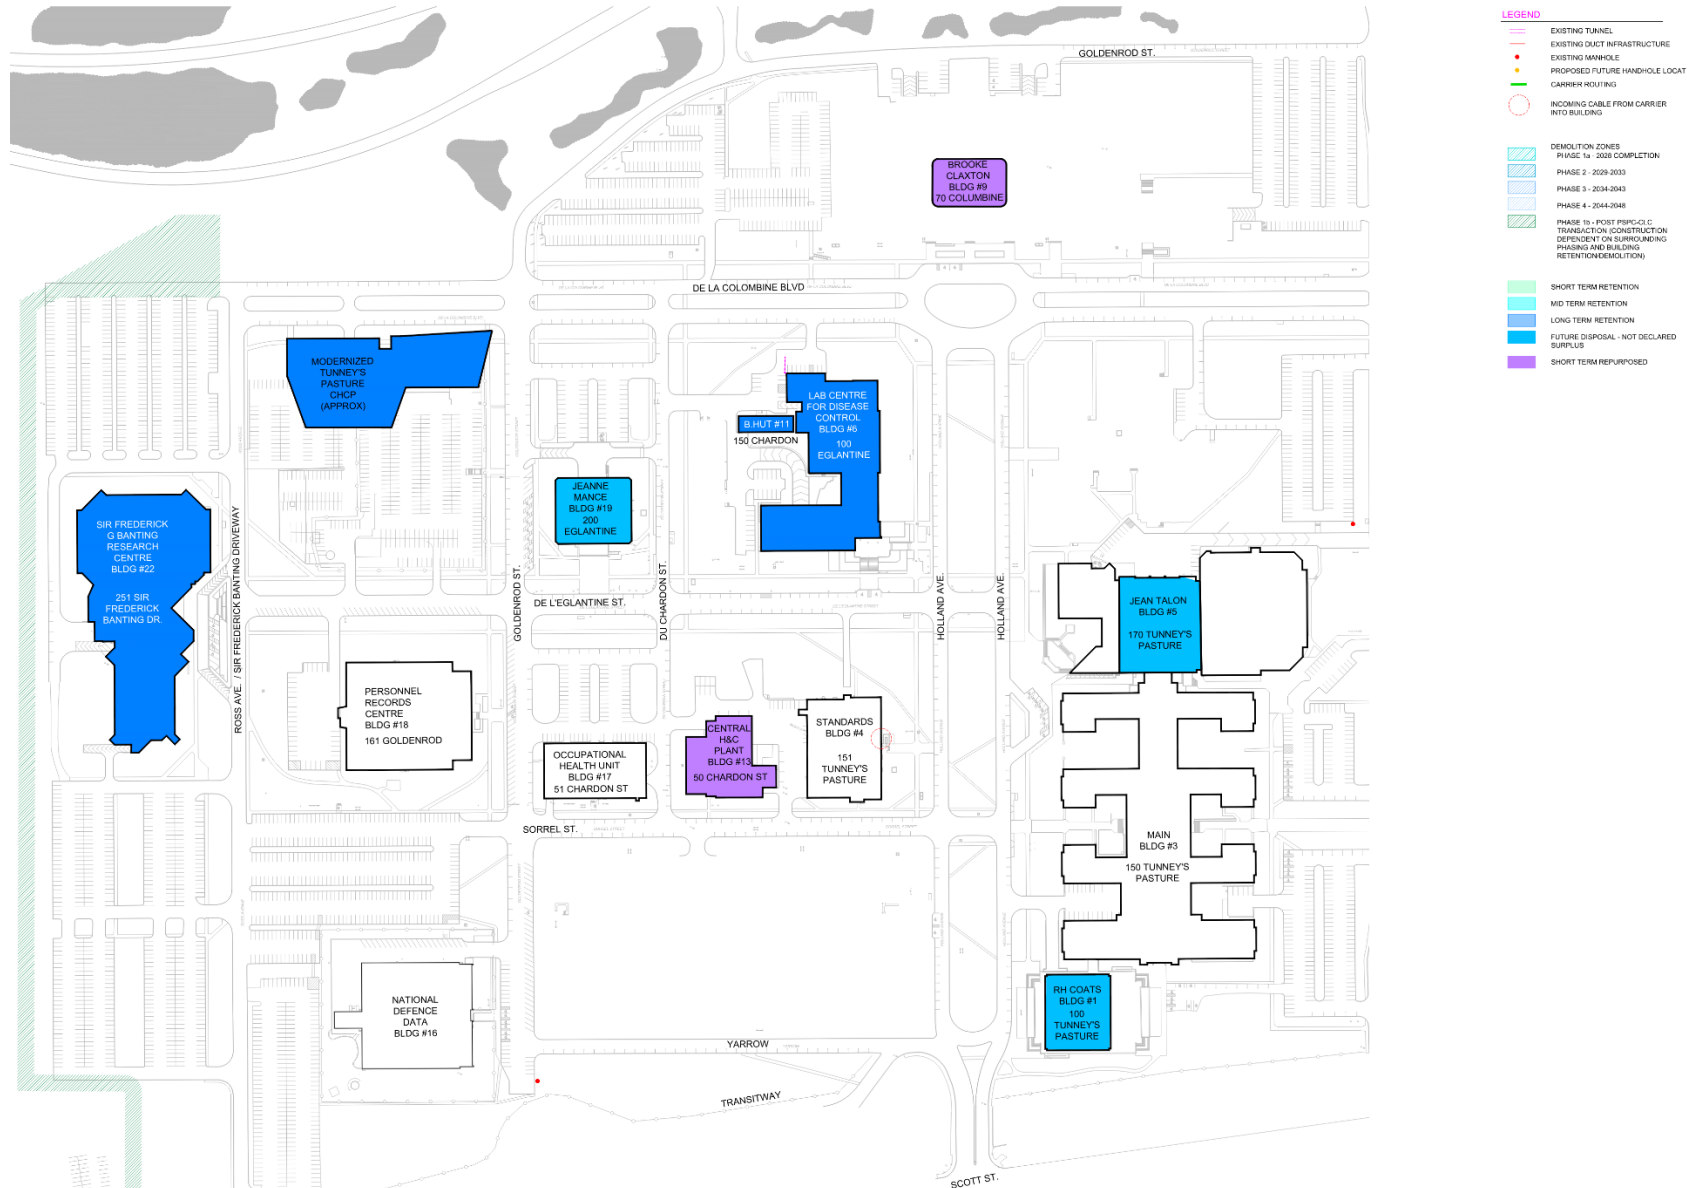 GOLDENROD ST.
BROOKE
CLAXTON
BLDG #9
70 COLUMBINE
DE LA COLOMBINE BLVD
MODERNIZED
TUNNEY'S
PASTURE
CHCP
(APPROX)
LAB CENTRE
FOR DISEASE
CONTROL
BLDG #6
100
EGLANTINE
B.HUT #11
150 CHARDON
JEANNE
MANCE
BLDG #19
200
EGLANTINE
SIR FREDERICK
G BANTING
RESEARCH
CENTRE
BLDG #22
251 SIR
FREDERICK
BANTING DR.
ROSS AVE. / SIR FREDERICK BANTING DRIVEWAY
GOLDENROD ST.
DE L'EGLANTINE ST.
DU CHARDON ST.
HOLLAND AVE.
HOLLAND AVE.
JEAN TALON
BLDG #5
170 TUNNEY'S
PASTURE
PERSONNEL
RECORDS
CENTRE
BLDG #18
161 GOLDENROD
OCCUPATIONAL
HEALTH UNIT
BLDG #17
51 CHARDON ST
CENTRAL
H&C
PLANT
BLDG #13
50 CHARDON ST
STANDARDS
BLDG #4
151
TUNNEY'S
PASTURE
SORREL ST.
MAIN
BLDG #3
150 TUNNEY'S
PASTURE
NATIONAL
DEFENCE
DATA
BLDG #16
RH COATS
BLDG #1
100
TUNNEY'S
PASTURE
YARROW
TRANSITWAY
SCOTT ST.
LEGEND
EXISTING TUNNEL
EXISTING DUCT INFRASTRUCTURE
EXISTING MANHOLE
PROPOSED FUTURE HANDHOLE LOCAT
CARRIER ROUTING
INCOMING CABLE FROM CARRIER
INTO BUILDING
DEMOLITION ZONES
PHASE 1a - 2028 COMPLETION
PHASE 2 - 2029-2033
PHASE 3 - 2034-2043
PHASE 4 - 2044-2048
PHASE 1b - POST PSPC-CLC
TRANSACTION (CONSTRUCTION
DEPENDENT ON SURROUNDING
PHASING AND BUILDING
RETENTION/DEMOLITION)
SHORT TERM RETENTION
MID TERM RETENTION
LONG TERM RETENTION
FUTURE DISPOSAL - NOT DECLARED
SURPLUS
SHORT TERM REPURPOSED